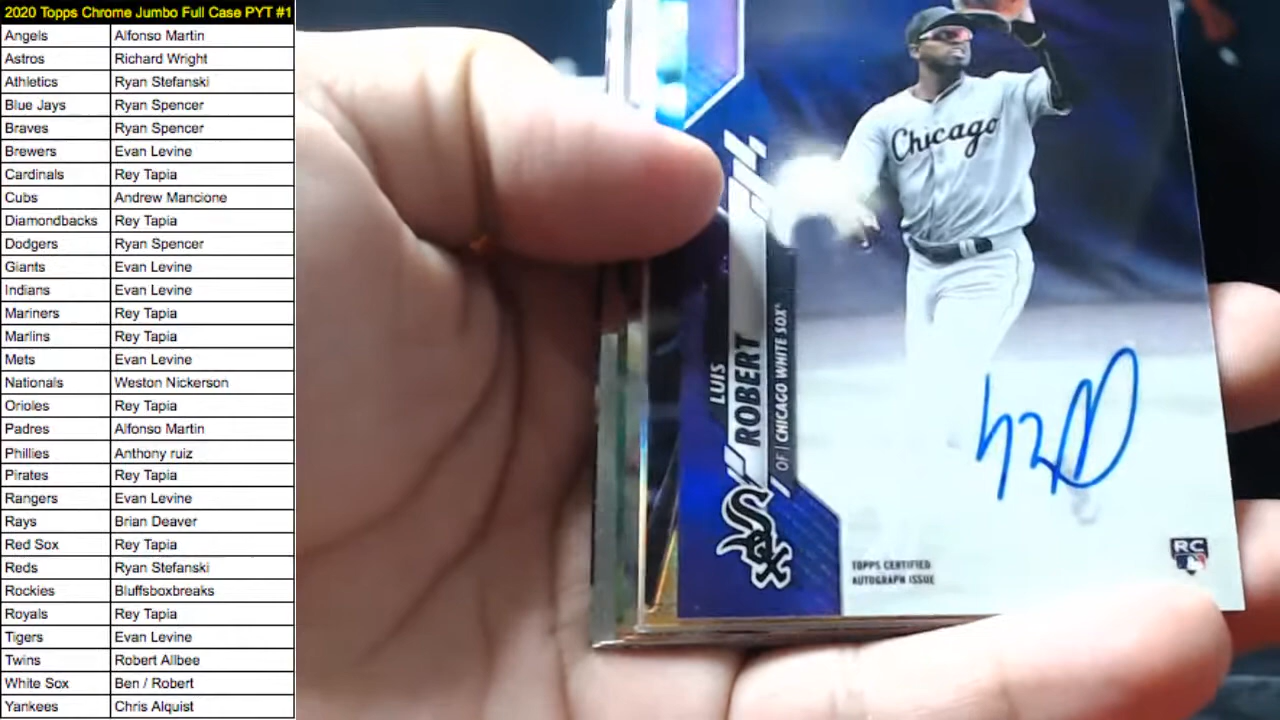 2020 Topps Chrome Jumbo Full Case PYT #1
Angels Alfonso Martin
Astros Richard Wright
Athletics Ryan Stefanski
Blue Jays Ryan Spencer
Braves Ryan Spencer
Brewers Evan Levine
Cardinals Rey Tapia
Cubs Andrew Mancione
Diamondbacks Rey Tapia
Dodgers Ryan Spencer
Giants Evan Levine
Indians Evan Levine
Mariners Rey Tapia
Marlins Rey Tapia
Mets Evan Levine
Nationals Weston Nickerson
Orioles Rey Tapia
Padres Alfonso Martin
Phillies Anthony ruiz
Pirates Rey Tapia
Rangers Evan Levine
Rays Brian Deaver
Red Sox Rey Tapia
Reds Ryan Stefanski
Rockies Bluffsboxbreaks
Royals Rey Tapia
Tigers Evan Levine
Twins Robert Allbee
White Sox Ben / Robert
Yankees Chris Alquist
Chicago
LUIS
ROBERT
OF | CHICAGO WHITE SOX®
Sox
TOPPS CERTIFIED
AUTOGRAPH ISSUE
RC